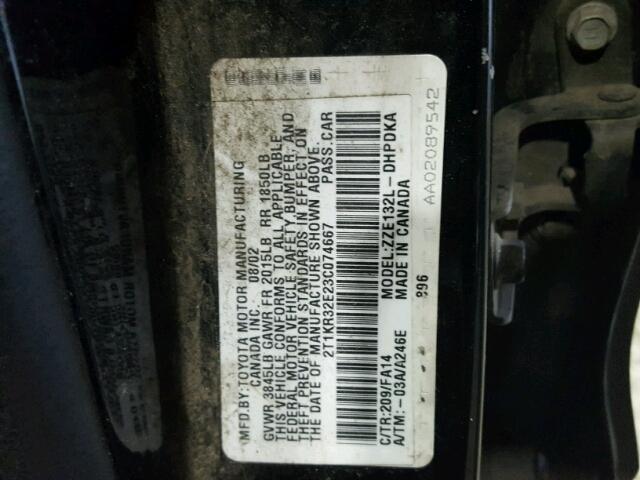 MFD.BY:TOYOTA MOTOR MANUFACTURING
CANADA INC. 08/02
GVWR 3845LB GAWR FR 2015LB RR 1850LB
THIS VEHICLE CONFORMS TO ALL APPLICABLE
FEDERAL MOTOR VEHICLE SAFETY, BUMPER, AND
THEFT PREVENTION STANDARDS IN EFFECT ON
THE DATE OF MANUFACTURE SHOWN ABOVE.
2T1KR32E23C074667 PASS.CAR
C/TR:209/FA14 MODEL:ZZE132L-DHPDKA
A/TM:-03A/A246E MADE IN CANADA
896
AA02089542